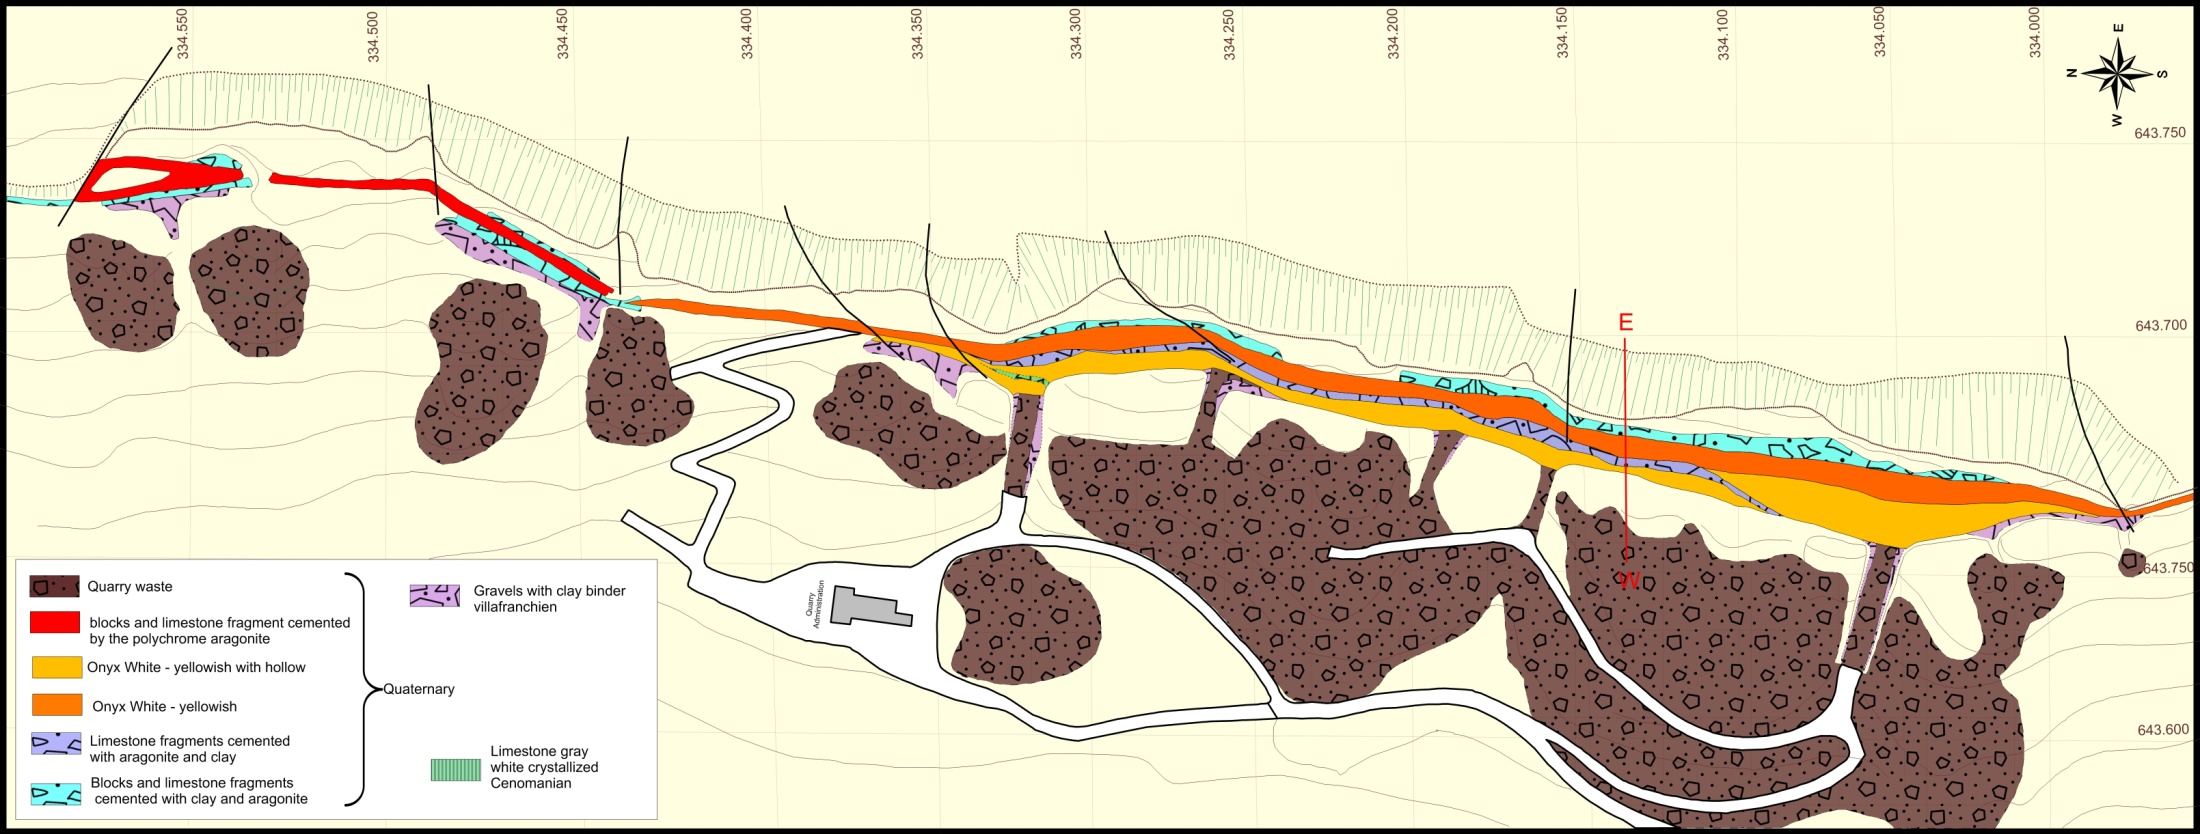 334.550
334.500
334.450
334.400
334.350
334.300
334.250
334.200
334.150
334.100
334.050
334.000
E
N
S
W
643.750
643.700
643.750
643.600
E
W
Quarry
Administration
Quarry waste
blocks and limestone fragment cemented
by the polychrome aragonite
Onyx White - yellowish with hollow
Onyx White - yellowish
Limestone fragments cemented
with aragonite and clay
Blocks and limestone fragments
cemented with clay and aragonite
Quaternary
Gravels with clay binder
villafranchien
Limestone gray
white crystallized
Cenomanian